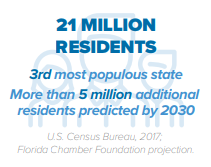 21 MILLION
RESIDENTS
3rd most populous state
More than 5 million additional
residents predicted by 2030
U.S. Census Bureau, 2017;
Florida Chamber Foundation projection.